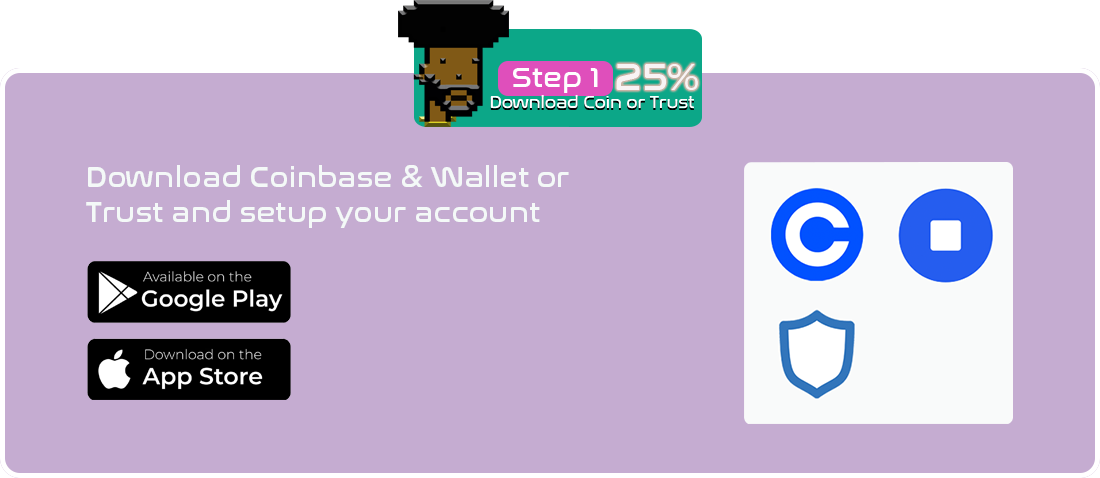 Step 1 25%
Download Coin or Trust
Download Coinbase & Wallet or
Trust and setup your account
Available on the
Google Play
Download on the
App Store